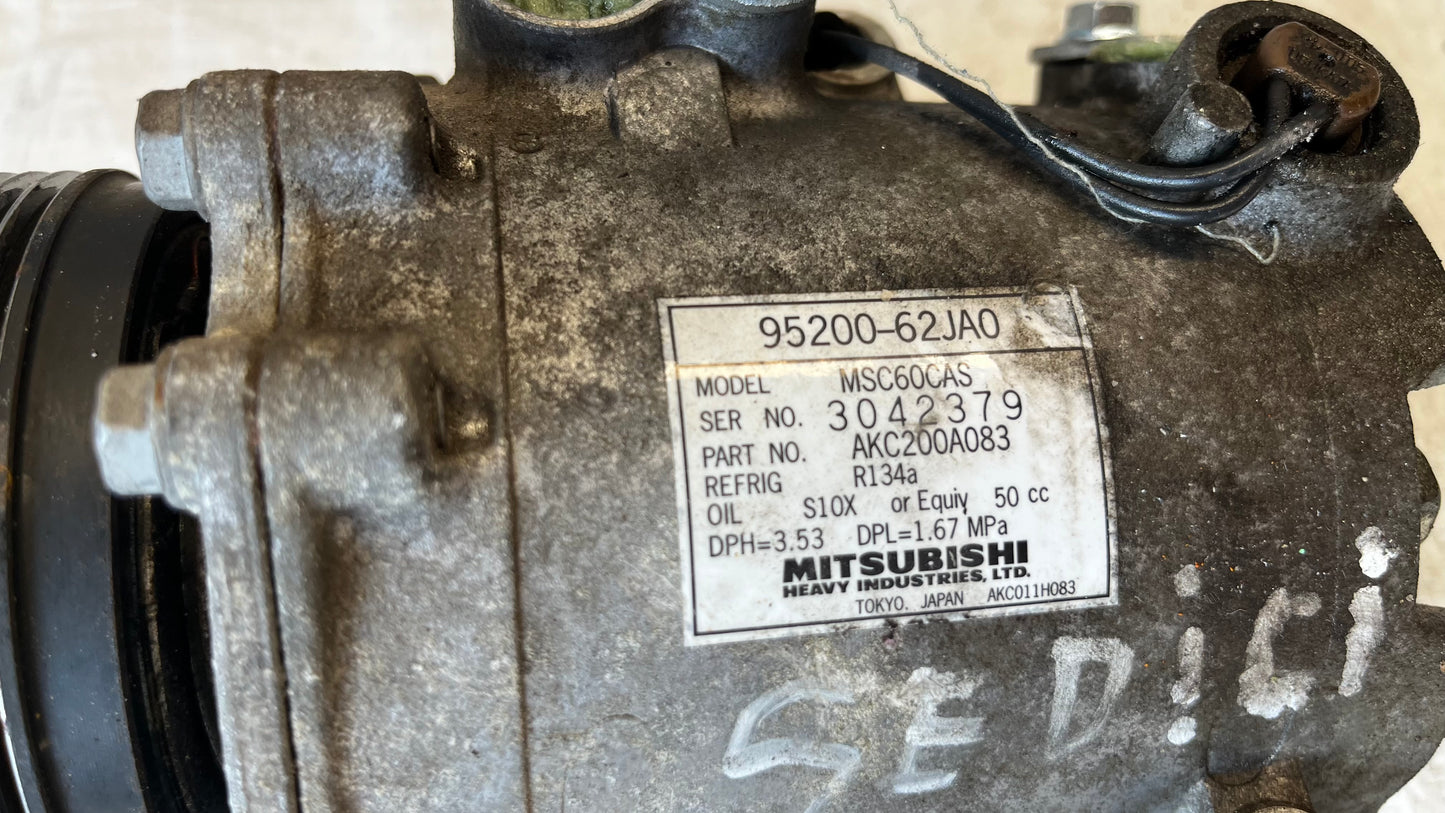 95200-62JA0
MODEL MSC60CAS
SER NO. 3042379
PART NO. AKC200A083
REFRIG R134a
OIL S10X or Equiv 50 cc
DPH=3.53 DPL=1.67 MPa
MITSUBISHI
HEAVY INDUSTRIES, LTD.
TOKYO. JAPAN AKC011H083
SEDiCi